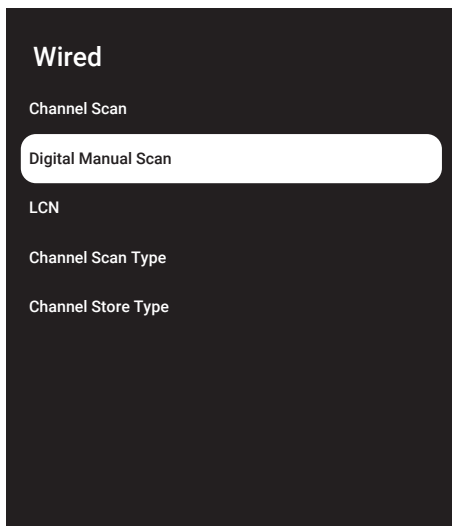 Wired
Channel Scan
Digital Manual Scan
LCN
Channel Scan Type
Channel Store Type